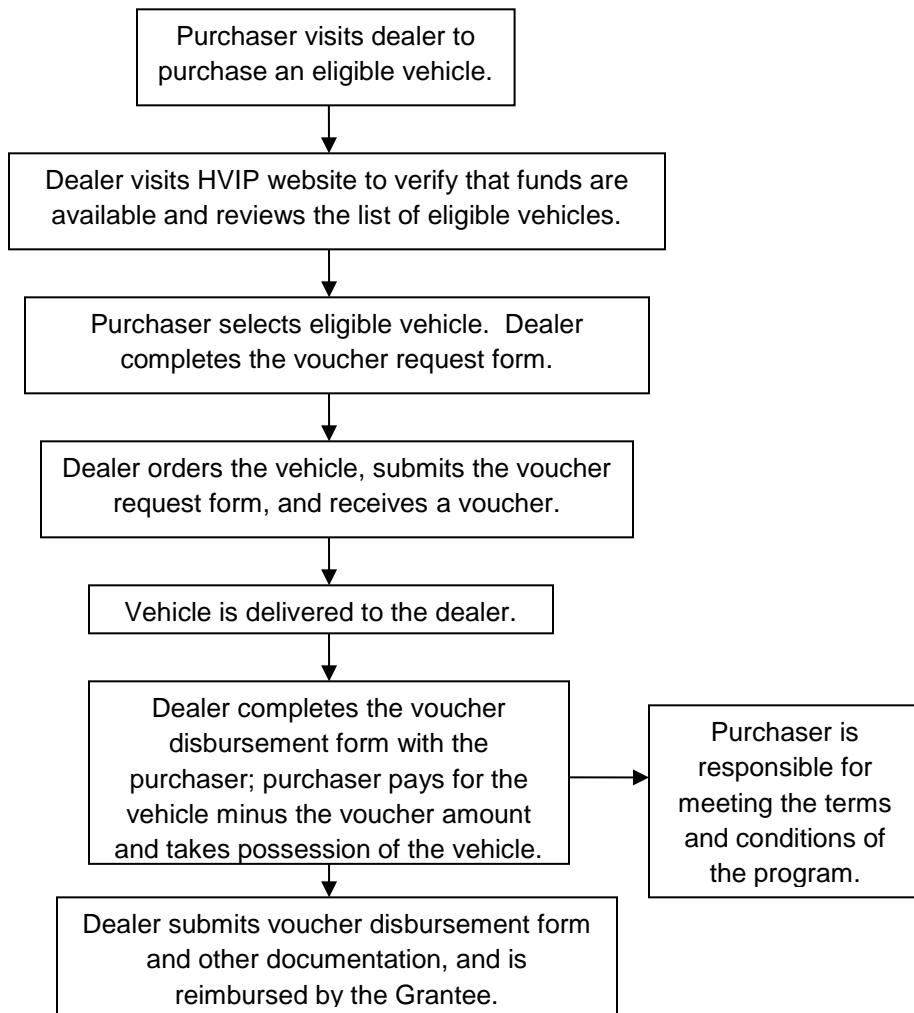 Purchaser visits dealer to
purchase an eligible vehicle.
Dealer visits HVIP website to verify that funds are
available and reviews the list of eligible vehicles.
Purchaser selects eligible vehicle.  Dealer
completes the voucher request form.
Dealer orders the vehicle, submits the voucher
request form, and receives a voucher.
Vehicle is delivered to the dealer.
Dealer completes the voucher
disbursement form with the
purchaser; purchaser pays for the
vehicle minus the voucher amount
and takes possession of the vehicle.
Purchaser is
responsible for
meeting the terms
and conditions of
the program.
Dealer submits voucher disbursement form
and other documentation, and is
reimbursed by the Grantee.